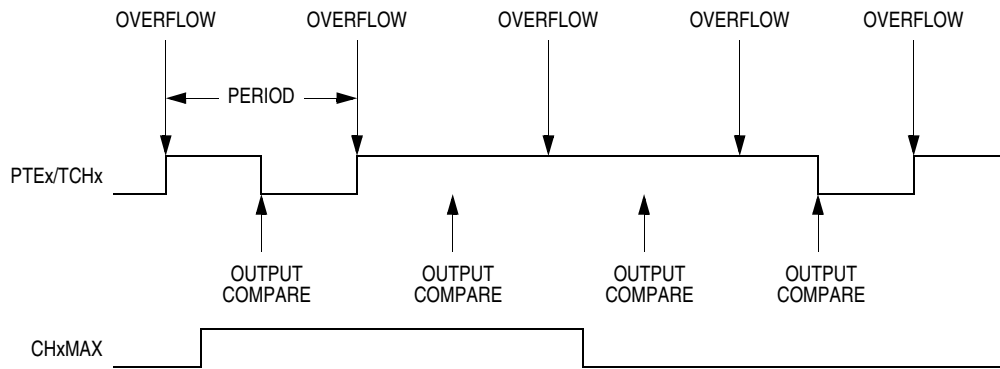 OVERFLOW OVERFLOW OVERFLOW OVERFLOW OVERFLOW
PERIOD
PTEx/TCHx
OUTPUT COMPARE
OUTPUT COMPARE
OUTPUT COMPARE
OUTPUT COMPARE
CHxMAX